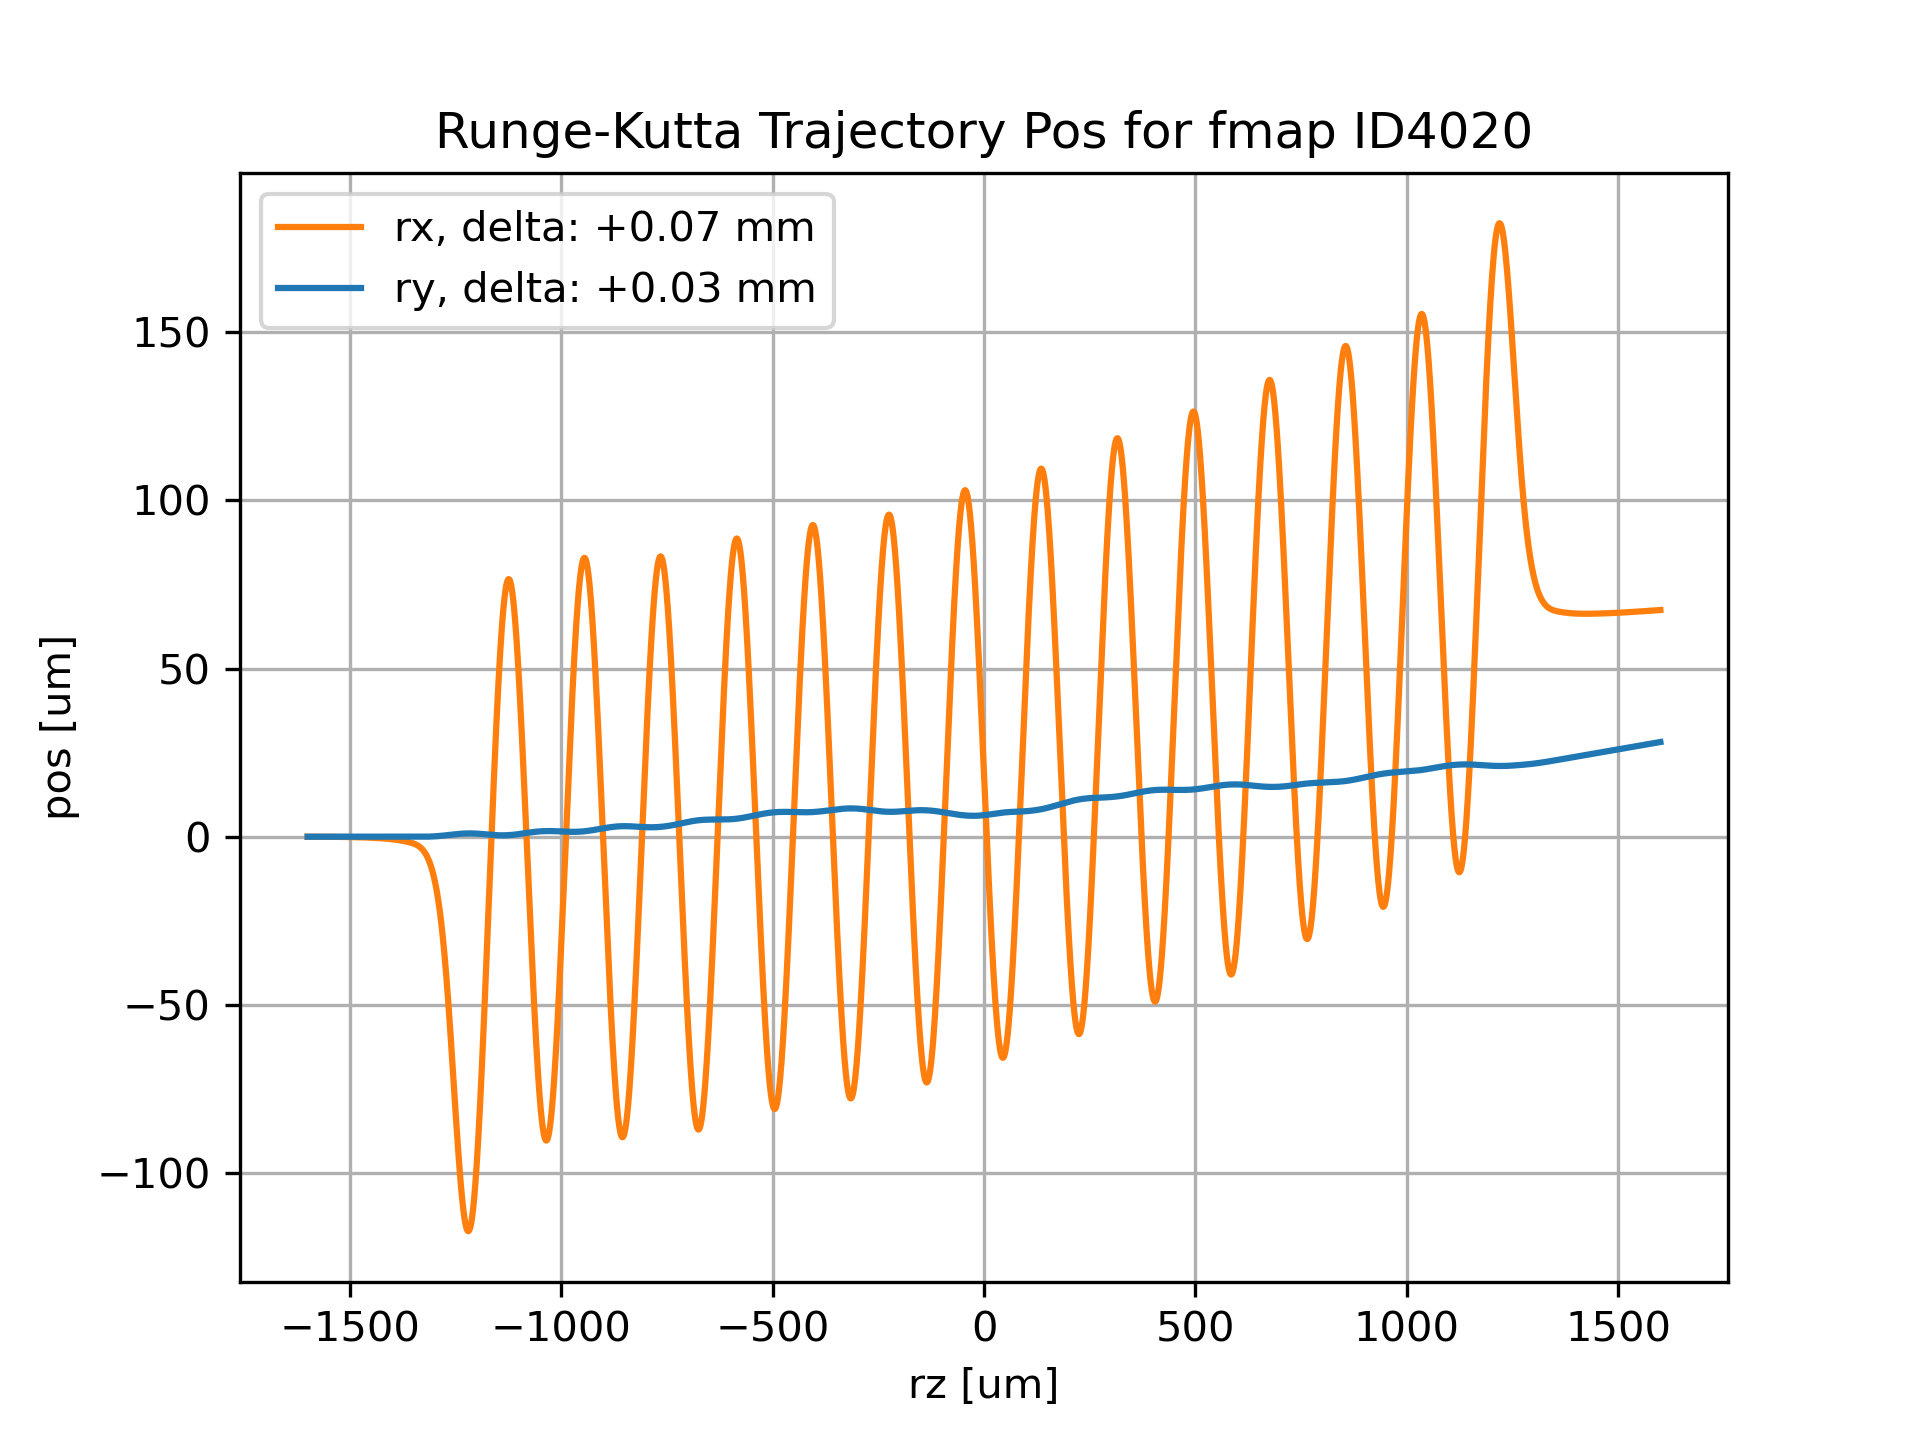 Runge-Kutta Trajectory Pos for fmap ID4020
rx, delta: +0.07 mm
ry, delta: +0.03 mm
pos [um]
150
100
50
0
−50
−100
−1500 −1000 −500 0 500 1000 1500
rz [um]